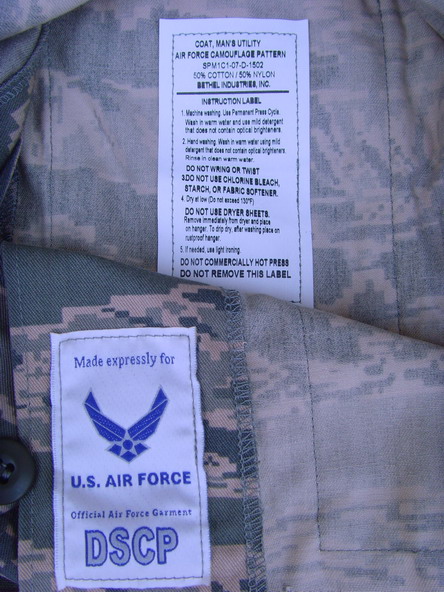 COAT, MAN'S UTILITY
AIR FORCE CAMOUFLAGE PATTERN
SPM1C1-07-D-1502
50% COTTON / 50% NYLON
BETHEL INDUSTRIES, INC.
INSTRUCTION LABEL
1. Machine washing. Use Permanent Press Cycle.
Wash in warm water and use mild detergent
that does not contain optical brighteners.
2. Hand washing. Wash in warm water using mild
detergent that does not contain optical brighteners.
Rinse in clean warm water.
DO NOT WRING OR TWIST
3.DO NOT USE CHLORINE BLEACH,
STARCH, OR FABRIC SOFTENER.
4. Dry at low (Do not exceed 130°F)
DO NOT USE DRYER SHEETS.
Remove immediately from dryer and place
on hanger. To drip dry, after washing place on
rustproof hanger.
5. If needed, use light ironing.
DO NOT COMMERCIALLY HOT PRESS
DO NOT REMOVE THIS LABEL
Made expressly for
U.S. AIR FORCE
Official Air Force Garment
DSCP